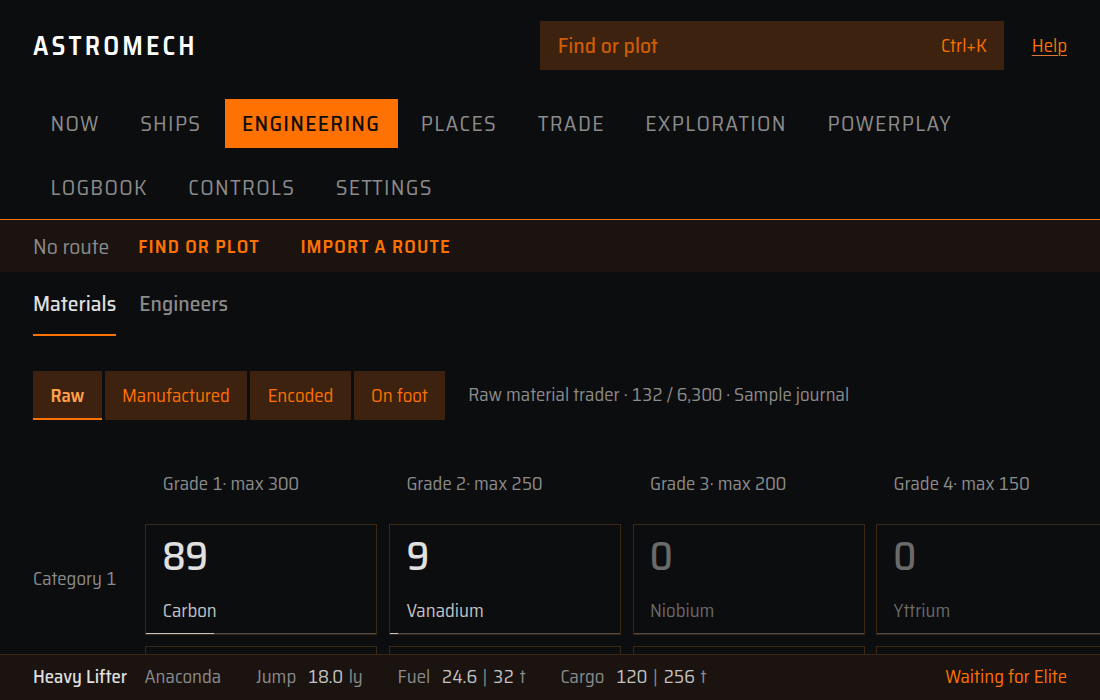 ASTROMECH
Find or plot Ctrl+K Help
NOW SHIPS ENGINEERING PLACES TRADE EXPLORATION POWERPLAY
LOGBOOK CONTROLS SETTINGS
No route FIND OR PLOT IMPORT A ROUTE
Materials Engineers
Raw Manufactured Encoded On foot Raw material trader · 132 / 6,300 · Sample journal
Grade 1· max 300 Grade 2· max 250 Grade 3· max 200 Grade 4· max 150
89 9 0 0
Category 1
Carbon Vanadium Niobium Yttrium
Heavy Lifter Anaconda Jump 18.0 ly Fuel 24.6 | 32 t Cargo 120 | 256 t Waiting for Elite